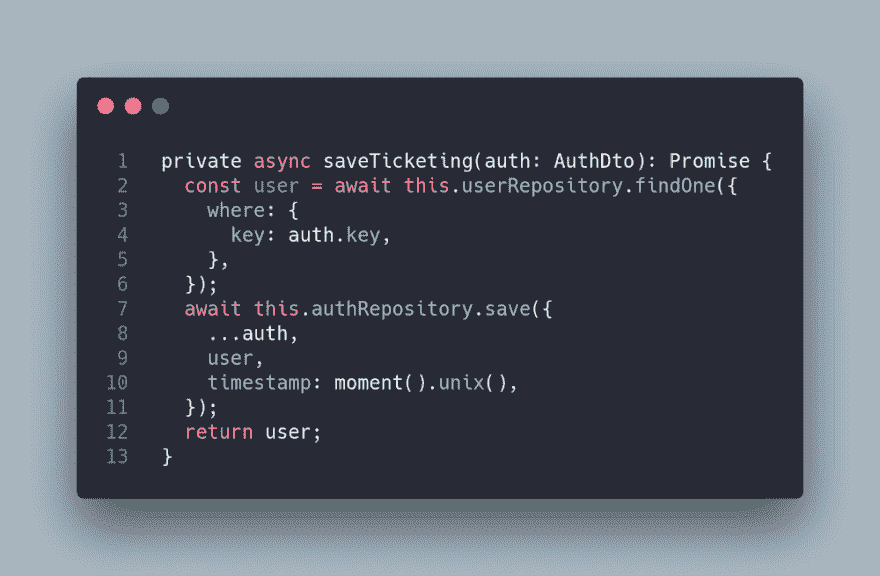 1 private async saveTicketing(auth: AuthDto): Promise {
2   const user = await this.userRepository.findOne({
3     where: {
4       key: auth.key,
5     },
6   });
7   await this.authRepository.save({
8     ...auth,
9     user,
10     timestamp: moment().unix(),
11   });
12   return user;
13 }